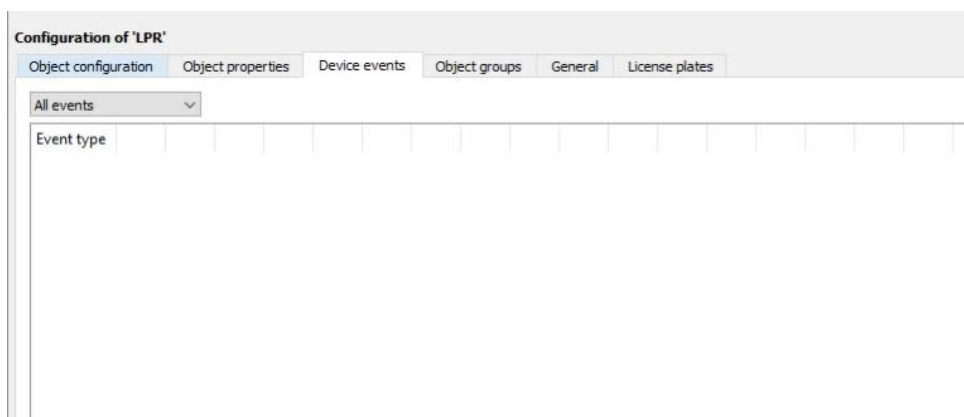 Configuration of 'LPR'
Object configuration Object properties Device events Object groups General License plates
All events
Event type